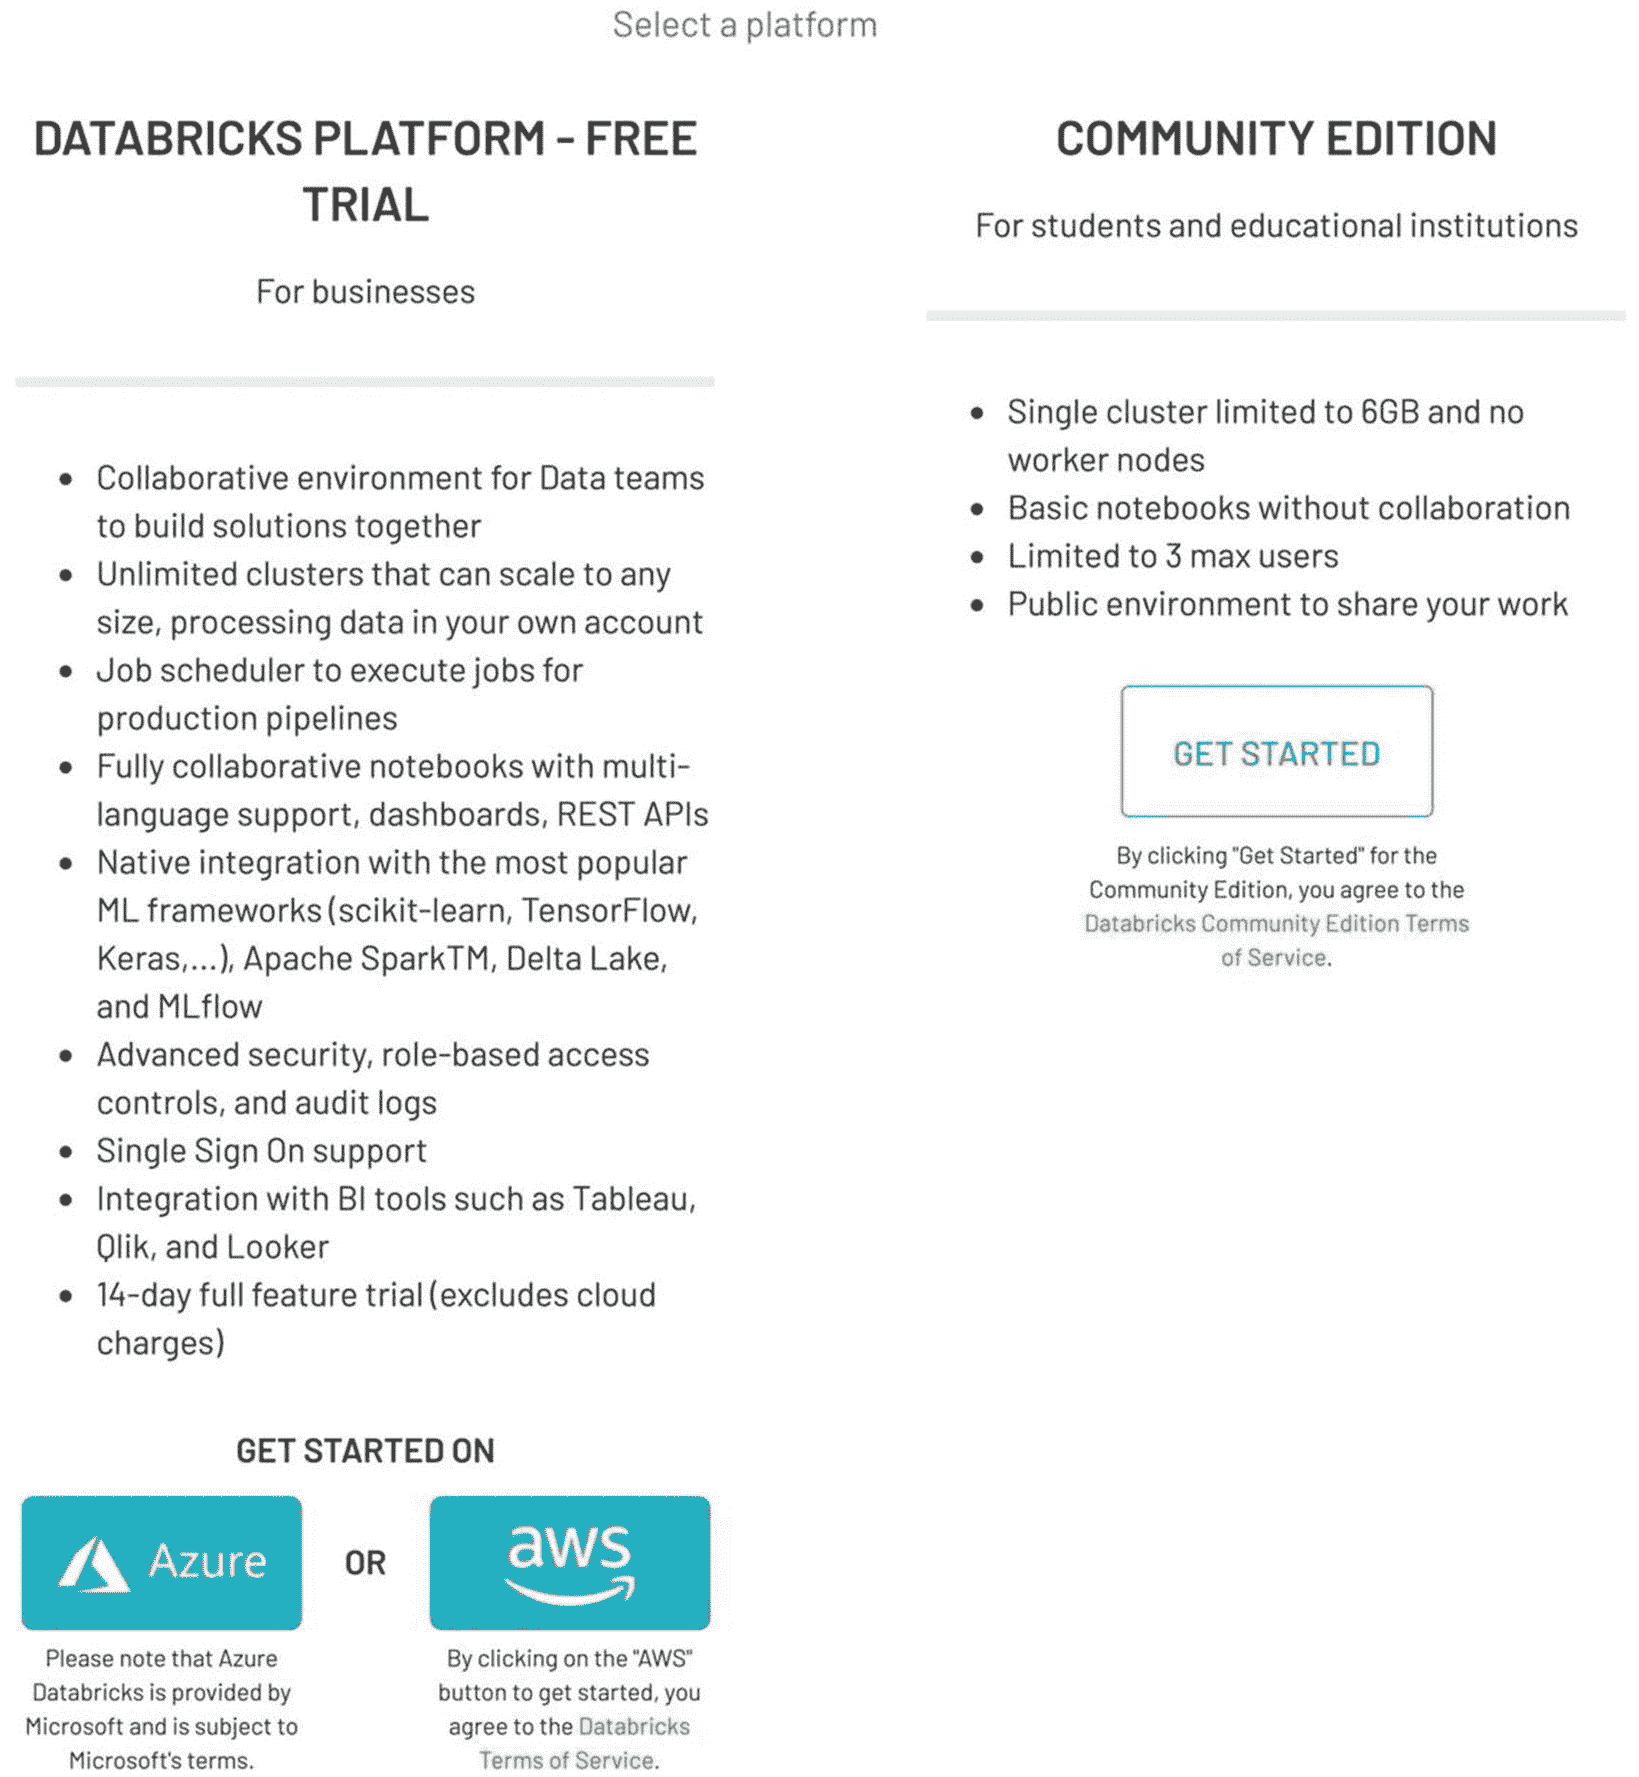 Select a platform
DATABRICKS PLATFORM - FREE
TRIAL
For businesses
• Collaborative environment for Data teams
to build solutions together
• Unlimited clusters that can scale to any
size, processing data in your own account
• Job scheduler to execute jobs for
production pipelines
• Fully collaborative notebooks with multi-
language support, dashboards, REST APIs
• Native integration with the most popular
ML frameworks (scikit-learn, TensorFlow,
Keras,...), Apache SparkTM, Delta Lake,
and MLflow
• Advanced security, role-based access
controls, and audit logs
• Single Sign On support
• Integration with BI tools such as Tableau,
Qlik, and Looker
• 14-day full feature trial (excludes cloud
charges)
GET STARTED ON
Azure
OR
aws
Please note that Azure
Databricks is provided by
Microsoft and is subject to
Microsoft's terms.
By clicking on the "AWS"
button to get started, you
agree to the Databricks
Terms of Service.
COMMUNITY EDITION
For students and educational institutions
• Single cluster limited to 6GB and no
worker nodes
• Basic notebooks without collaboration
• Limited to 3 max users
• Public environment to share your work
GET STARTED
By clicking "Get Started" for the
Community Edition, you agree to the
Databricks Community Edition Terms
of Service.